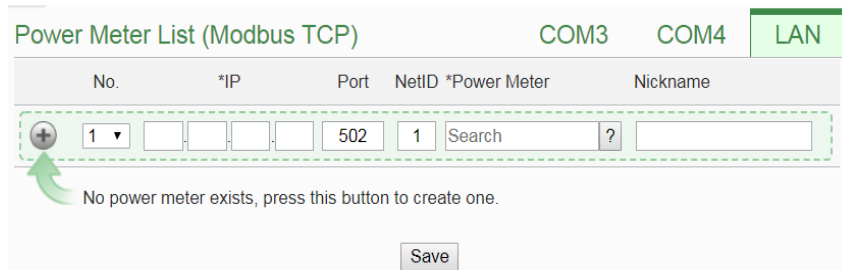 Power Meter List (Modbus TCP) COM3 COM4 LAN
No. *IP Port NetID *Power Meter Nickname
1 . . . 502 1 Search ?
No power meter exists, press this button to create one.
Save